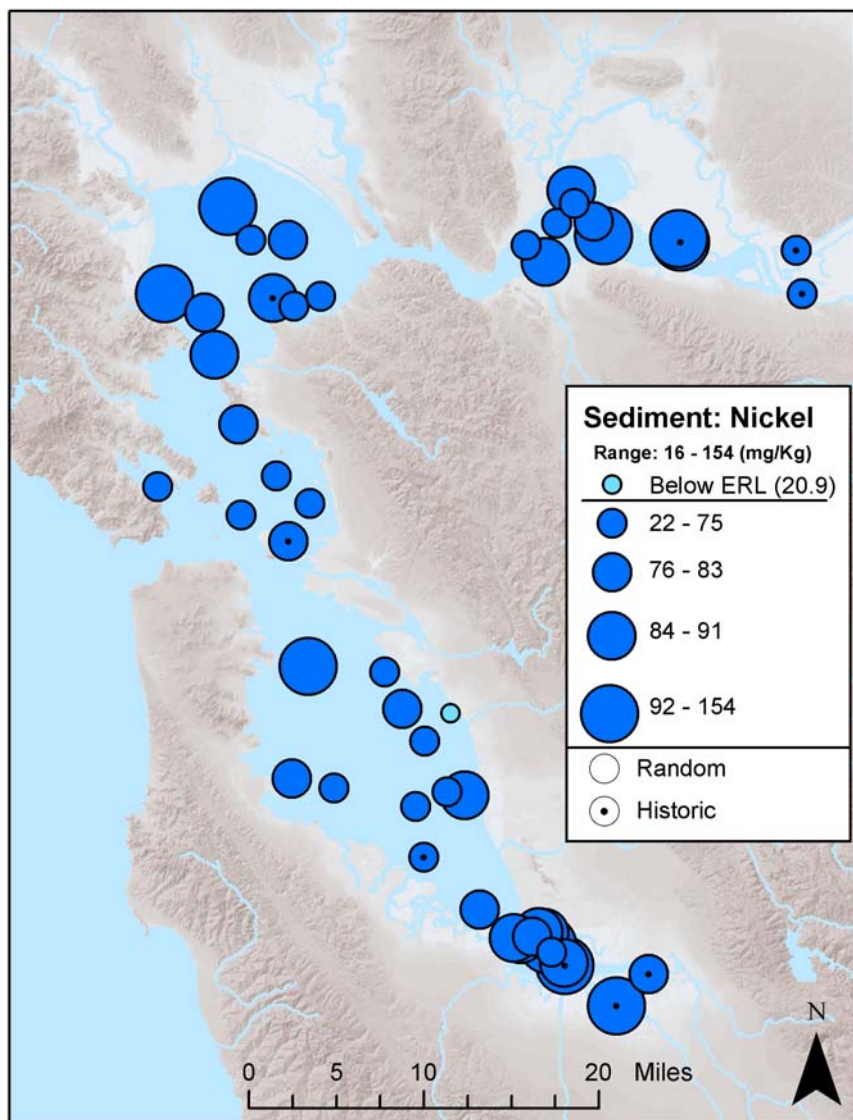 Sediment: Nickel
Range: 16 - 154 (mg/Kg)
Below ERL (20.9)
22 - 75
76 - 83
84 - 91
92 - 154
Random
Historic
N
0 5 10 20 Miles